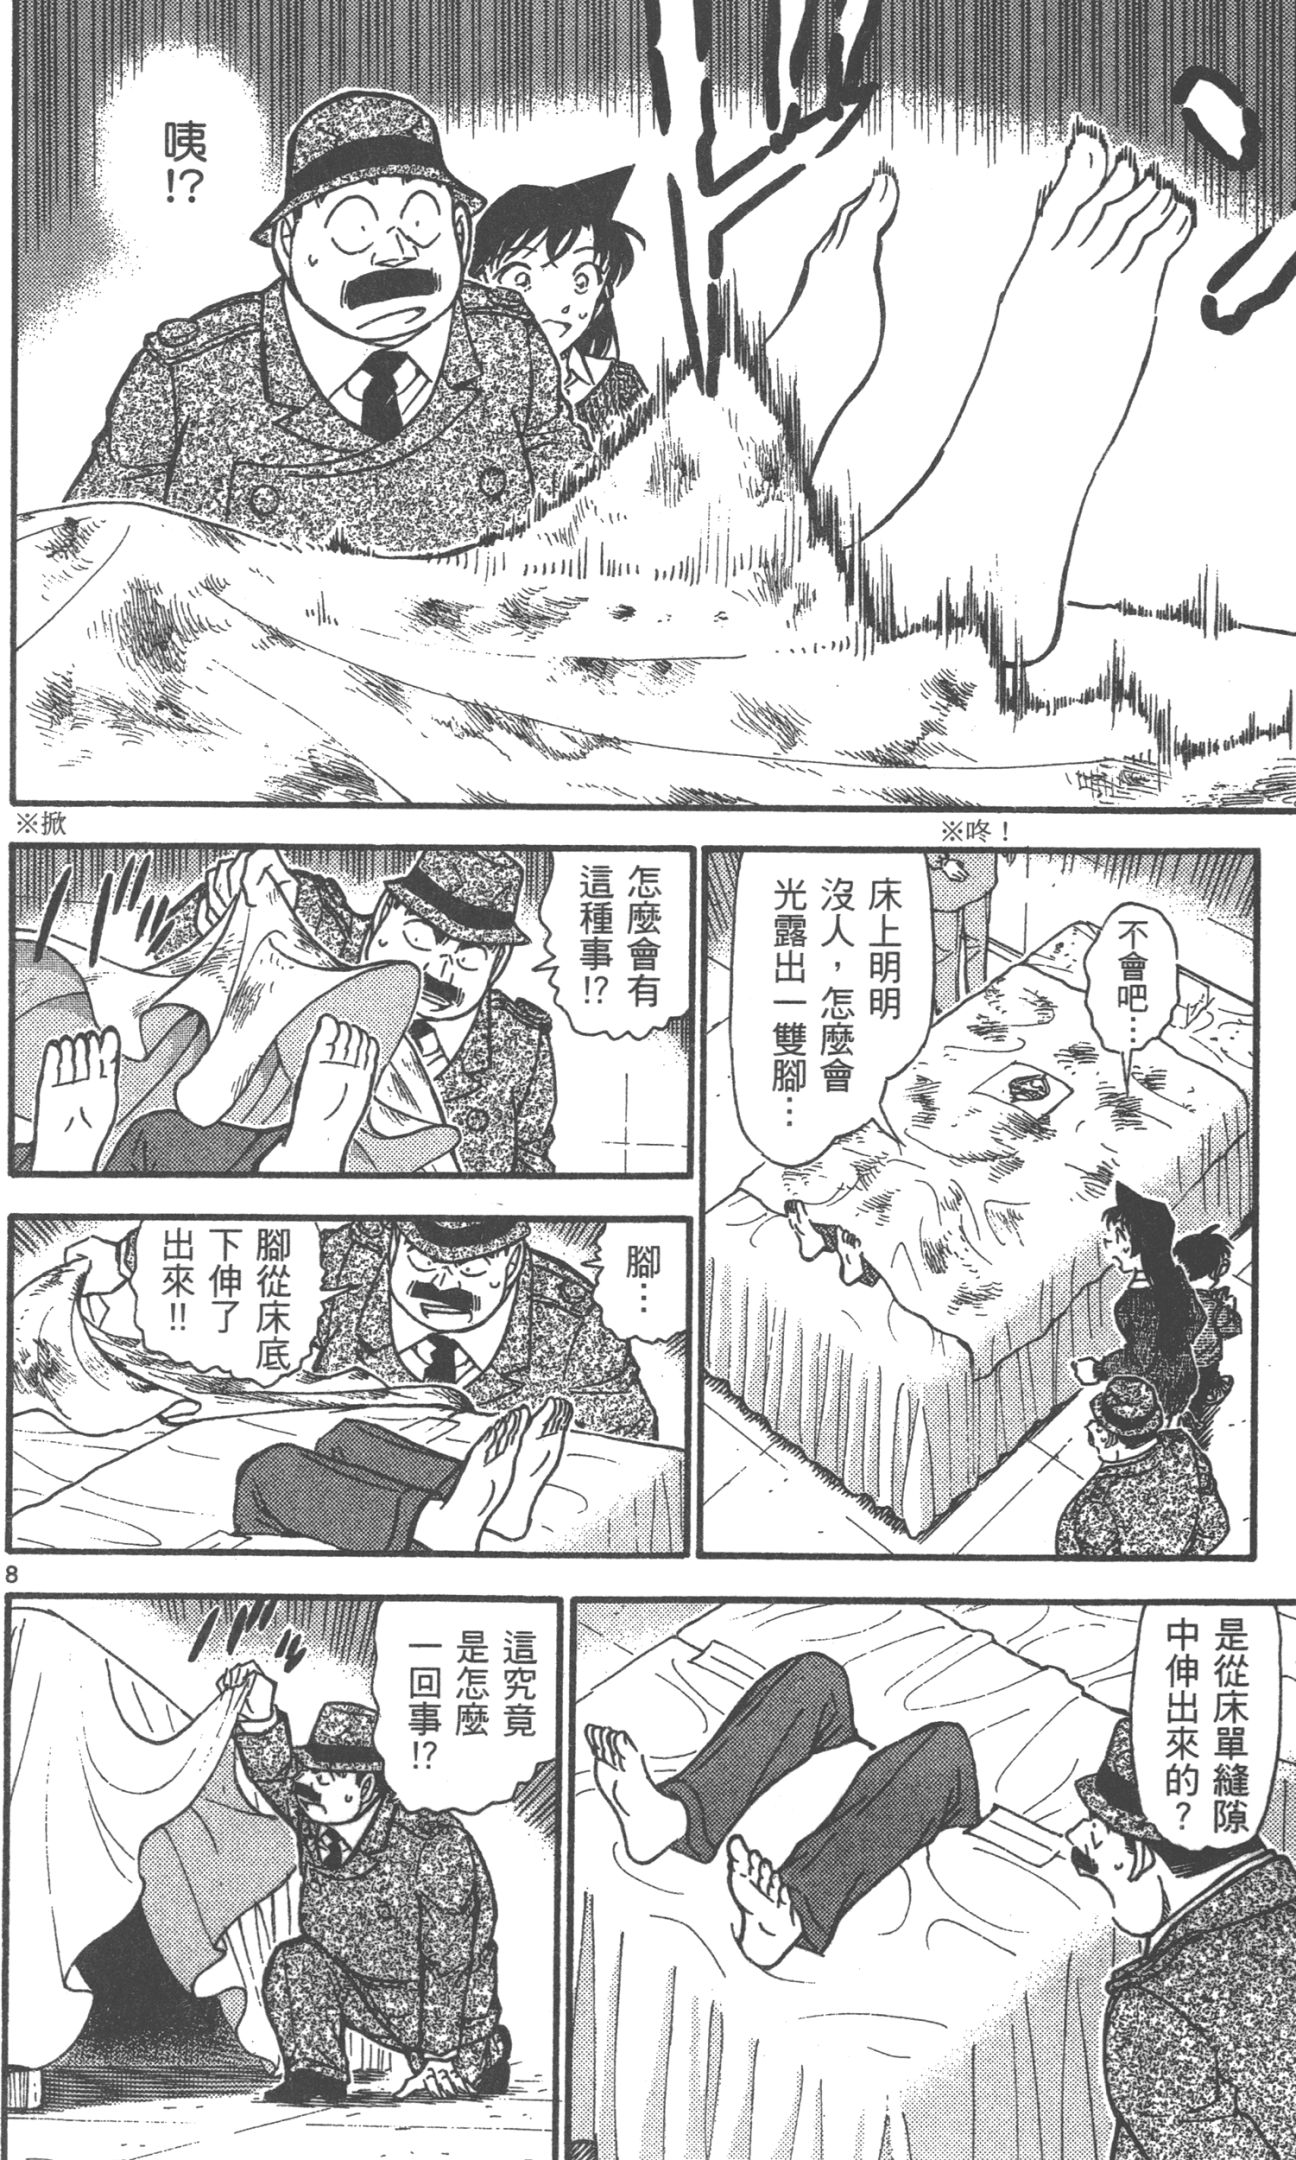 咦
!?
※咚！
不會吧…
床上明明
沒人，怎麼會
光露出一雙腳…
※掀
怎麼會有
這種事!?
腳…
腳從床底
下伸了
出來!!
8
是從床單縫隙
中伸出來的？
這究竟
是怎麼
一回事!?